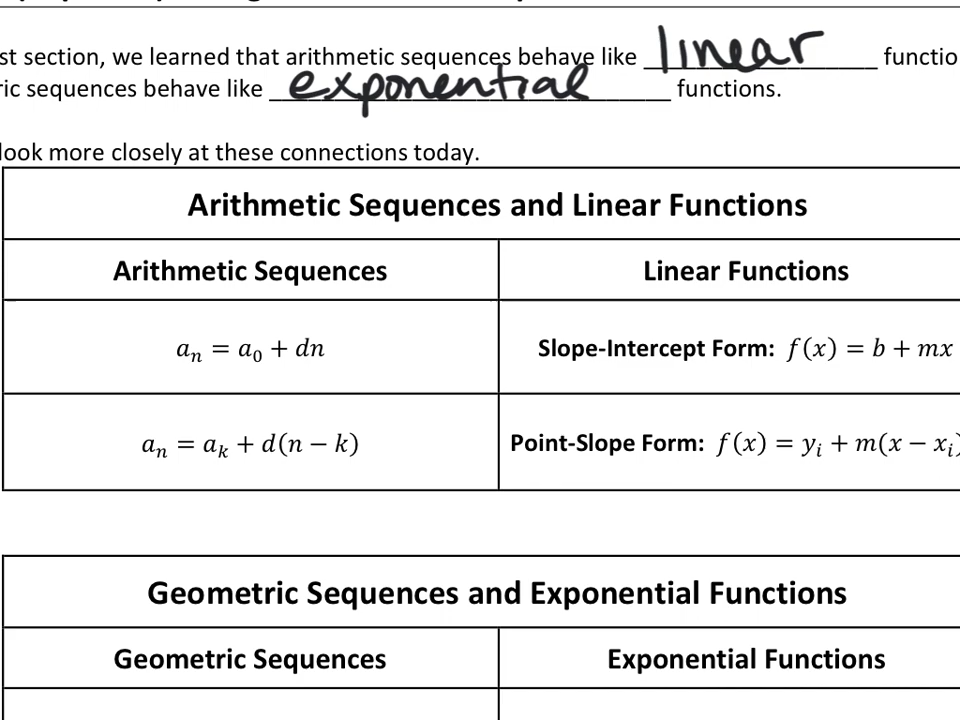 st section, we learned that arithmetic sequences behave like linear functio
ric sequences behave like exponential functions.
look more closely at these connections today.
Arithmetic Sequences and Linear Functions
Arithmetic Sequences Linear Functions
aₙ = a₀ + dn Slope-Intercept Form: f(x) = b + mx
aₙ = aₖ + d(n − k) Point-Slope Form: f(x) = yᵢ + m(x − xᵢ)
Geometric Sequences and Exponential Functions
Geometric Sequences Exponential Functions